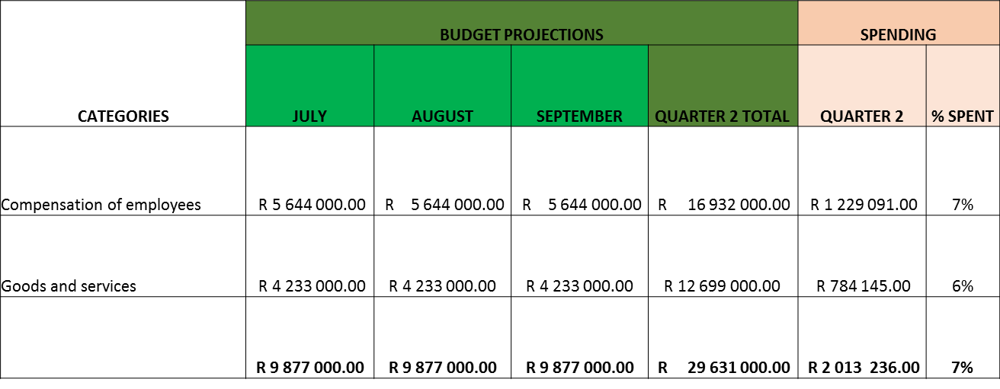 BUDGET PROJECTIONS SPENDING
CATEGORIES JULY AUGUST SEPTEMBER QUARTER 2 TOTAL QUARTER 2 % SPENT
Compensation of employees R 5 644 000.00 R 5 644 000.00 R 5 644 000.00 R 16 932 000.00 R 1 229 091.00 7%
Goods and services R 4 233 000.00 R 4 233 000.00 R 4 233 000.00 R 12 699 000.00 R 784 145.00 6%
R 9 877 000.00 R 9 877 000.00 R 9 877 000.00 R 29 631 000.00 R 2 013 236.00 7%